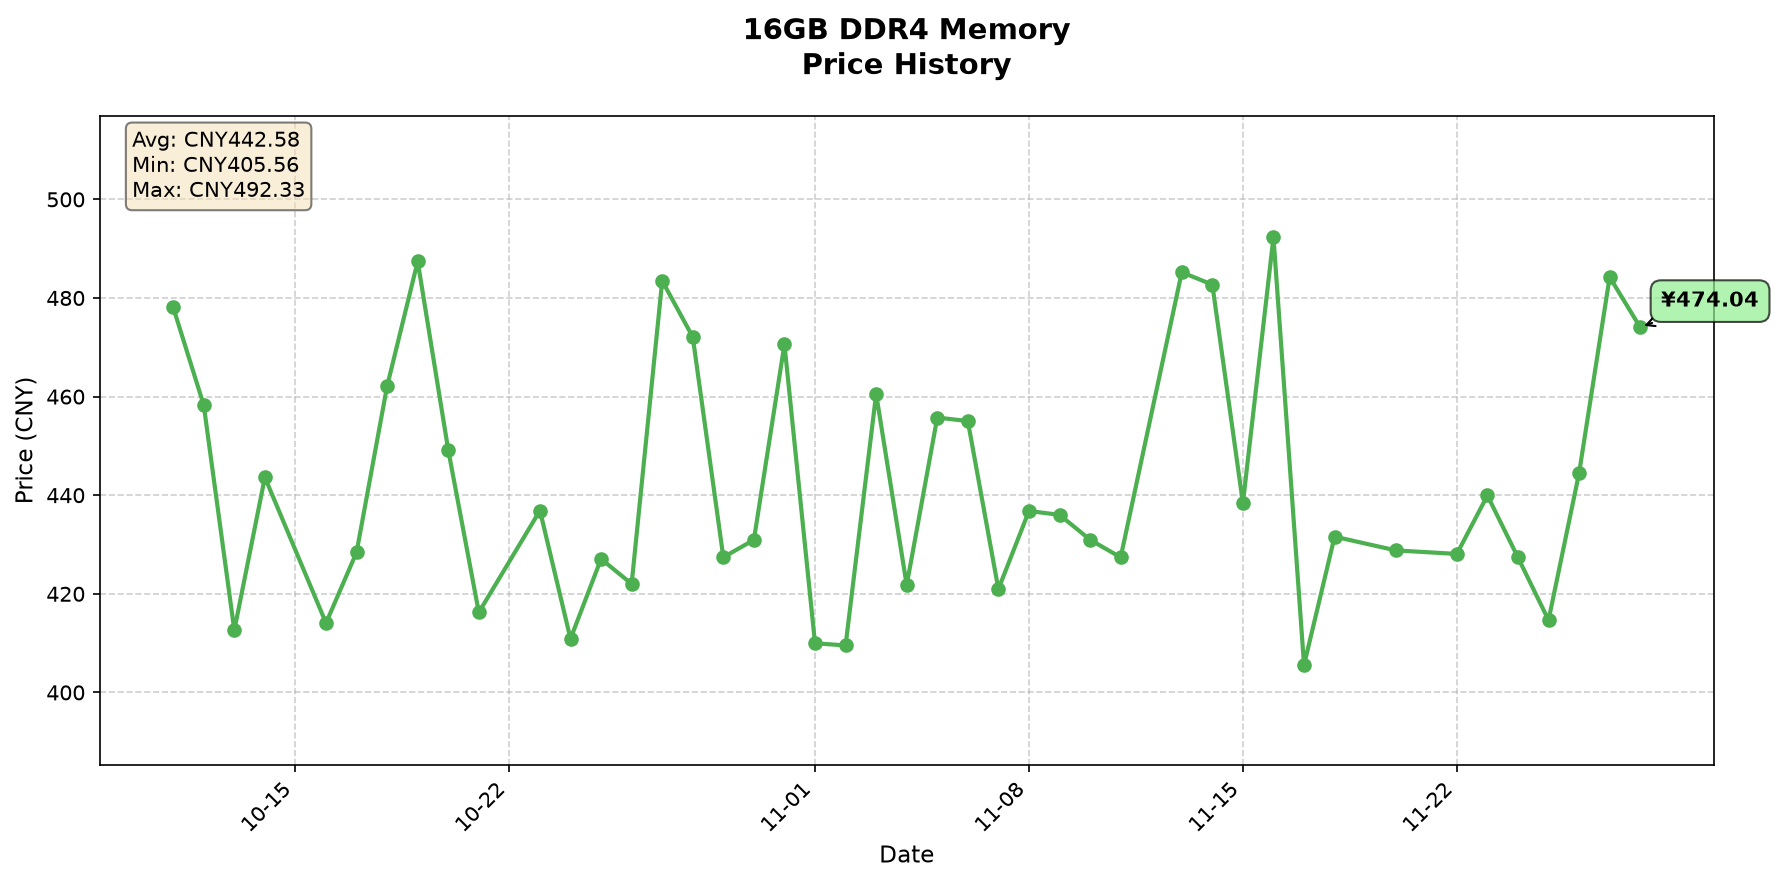 16GB DDR4 Memory
Price History
Avg: CNY442.58
Min: CNY405.56
Max: CNY492.33
¥474.04
Price (CNY)
500
480
460
440
420
400
10-15
10-22
11-01
11-08
11-15
11-22
Date